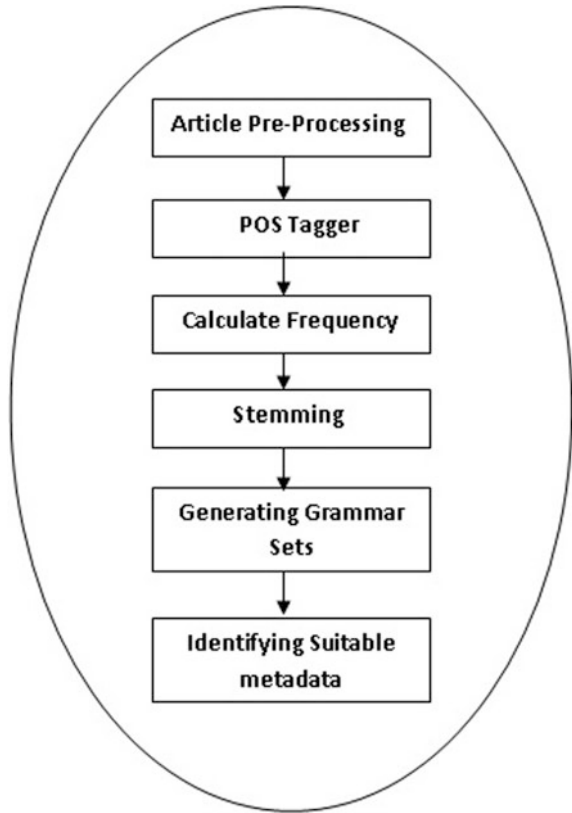 Article Pre-Processing
POS Tagger
Calculate Frequency
Stemming
Generating Grammar
Sets
Identifying Suitable
metadata